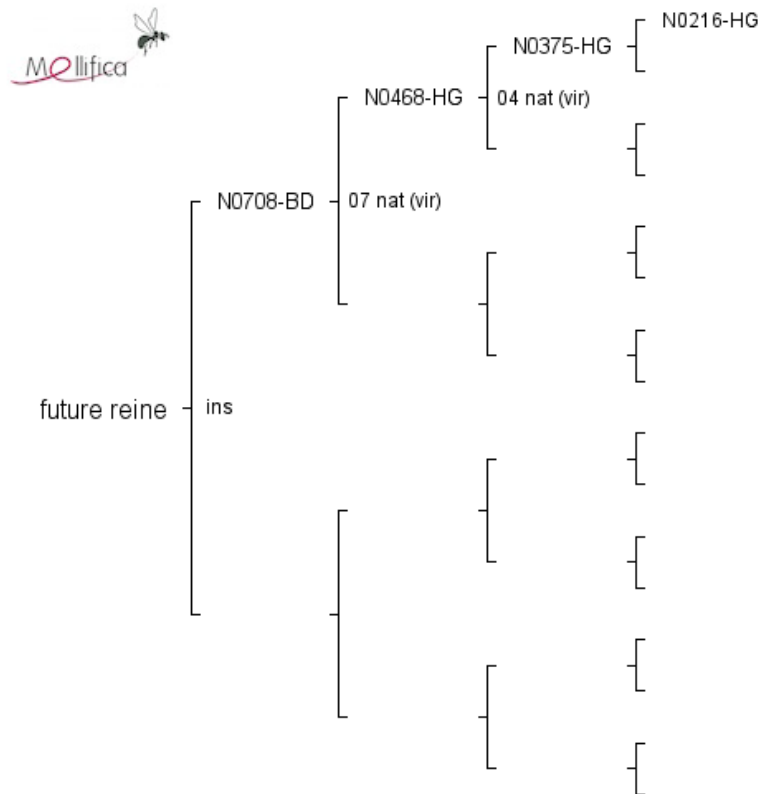 Mellifica
N0216-HG
N0375-HG
N0468-HG
04 nat (vir)
N0708-BD
07 nat (vir)
future reine
ins